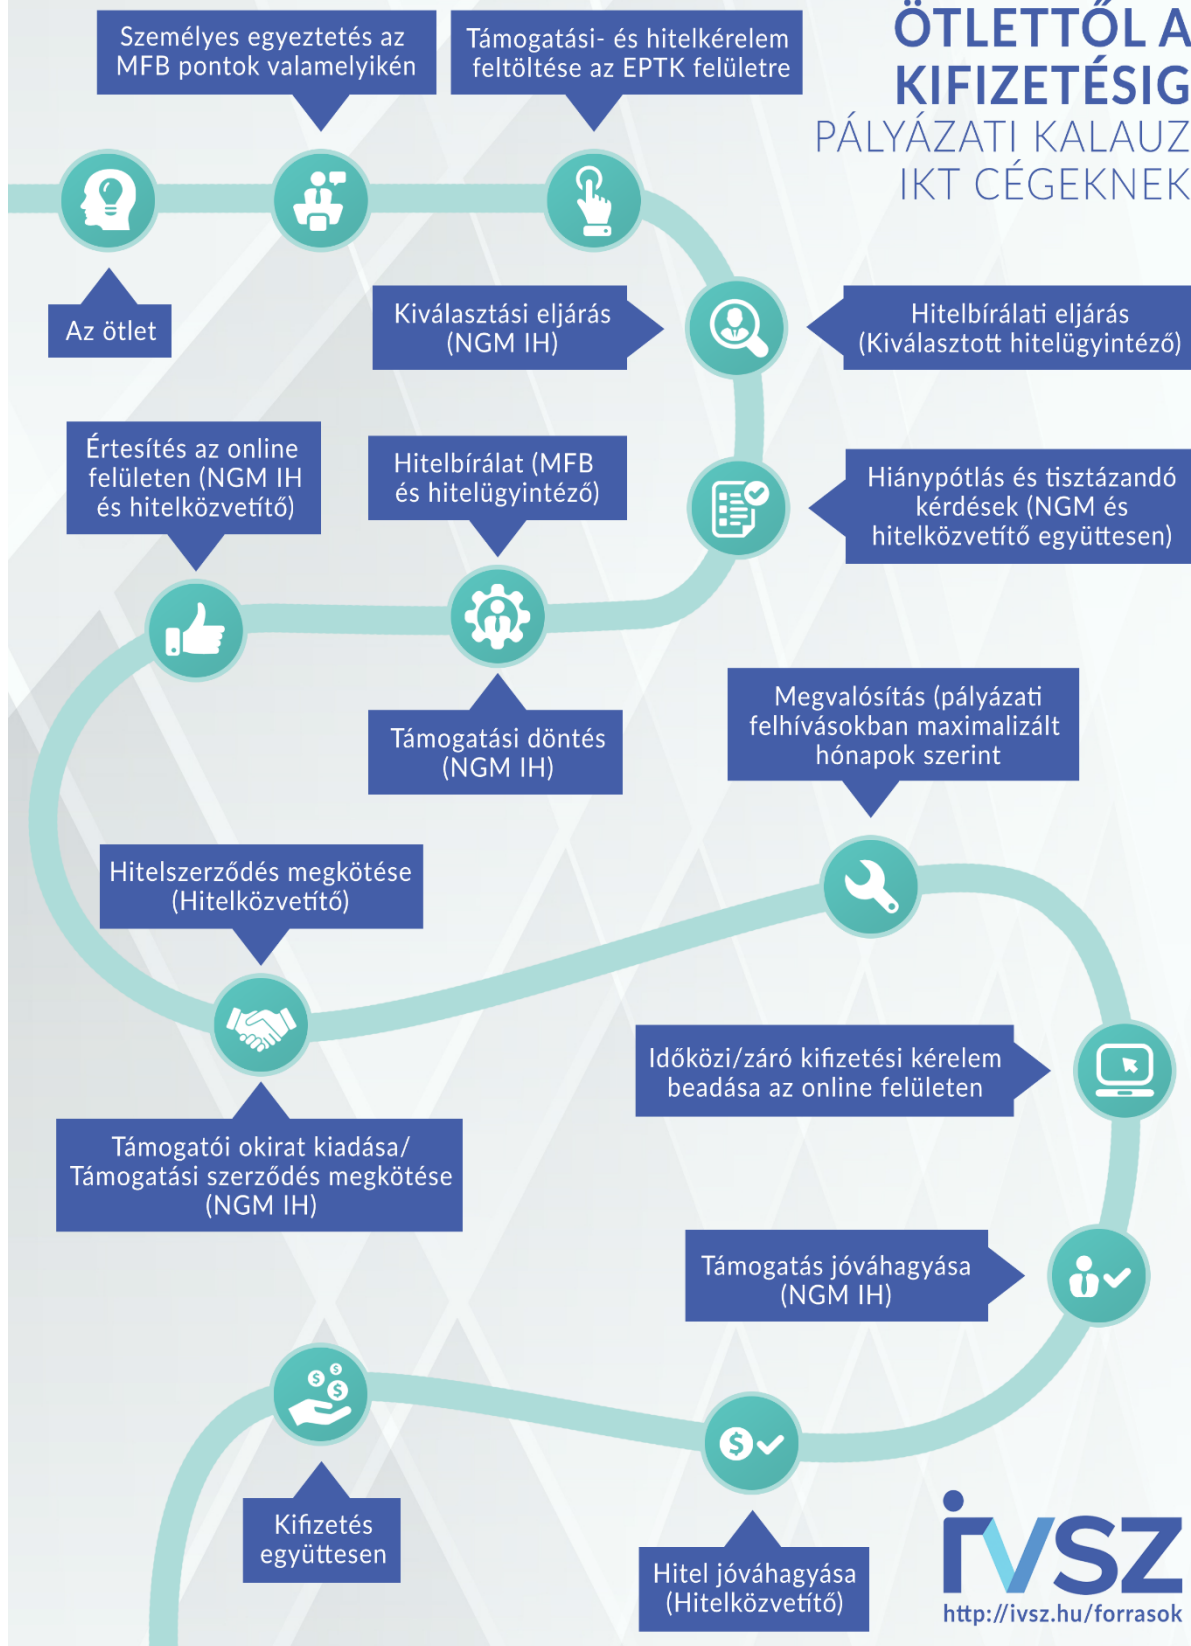 ÖTLETTŐL A
KIFIZETÉSIG
PÁLYÁZATI KALAUZ
IKT CÉGEKNEK
Az ötlet
Személyes egyeztetés az
MFB pontok valamelyikén
Támogatási- és hitelkérelem
feltöltése az EPTK felületre
Kiválasztási eljárás
(NGM IH)
Hitelbírálati eljárás
(Kiválasztott hitelügyintéző)
Hiánypótlás és tisztázandó
kérdések (NGM és
hitelközvetítő együttesen)
Hitelbírálat (MFB
és hitelügyintéző)
Támogatási döntés
(NGM IH)
Értesítés az online
felületen (NGM IH
és hitelközvetítő)
Hitelszerződés megkötése
(Hitelközvetítő)
Támogatói okirat kiadása/
Támogatási szerződés megkötése
(NGM IH)
Megvalósítás (pályázati
felhívásokban maximalizált
hónapok szerint
Időközi/záró kifizetési kérelem
beadása az online felületen
Támogatás jóváhagyása
(NGM IH)
Hitel jóváhagyása
(Hitelközvetítő)
Kifizetés
együttesen
ivsz
http://ivsz.hu/forrasok